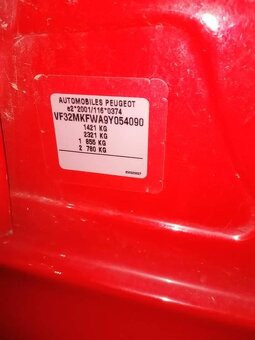 AUTOMOBILES PEUGEOT
e2*2001/116*0374
VF32MKFWA9Y054090
1421 KG
2321 KG
1 855 KG
2 780 KG